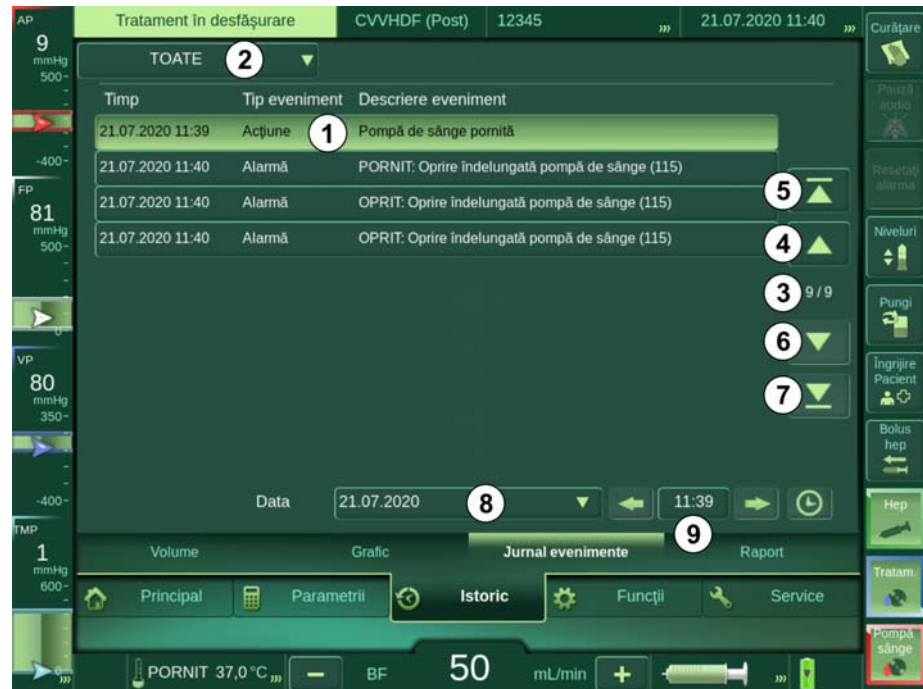 AP
9
mmHg
500
-400
FP
81
mmHg
500
0
VP
80
mmHg
350
-400
TMP
1
mmHg
600
0
Tratament în desfășurare
CVVHDF (Post)
12345
21.07.2020 11:40
TOATE
2
Timp Tip eveniment Descriere eveniment
21.07.2020 11:39 Acțiune 1 Pompă de sânge pornită
21.07.2020 11:40 Alarmă PORNIT: Oprire îndelungată pompă de sânge (115)
21.07.2020 11:40 Alarmă OPRIT: Oprire îndelungată pompă de sânge (115)
21.07.2020 11:40 Alarmă OPRIT: Oprire îndelungată pompă de sânge (115)
5
4
3 9 / 9
6
7
Data 21.07.2020 8 11:39
9
Volume Grafic Jurnal evenimente Raport
Principal Parametrii Istoric Funcții Service
PORNIT 37,0 °C BF 50 mL/min
Curățare
Pauză
audio
Resetați
alarma
Niveluri
Pungi
Îngrijire
Pacient
Bolus
hep
Hep
Tratam.
Pompă
sânge